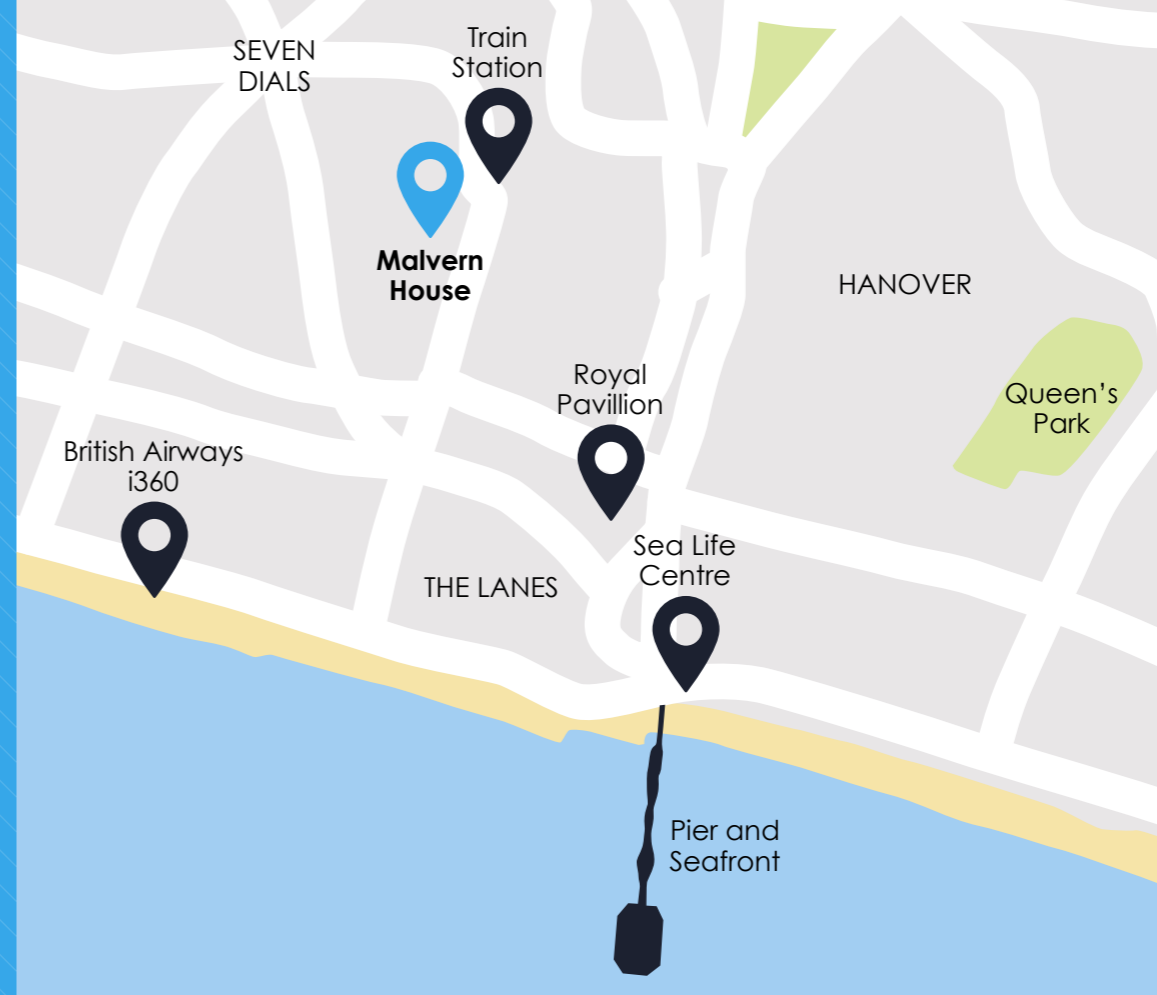 SEVEN
DIALS
Train
Station
Malvern
House
HANOVER
Royal
Pavillion
Queen's
Park
British Airways
i360
Sea Life
Centre
THE LANES
Pier and
Seafront